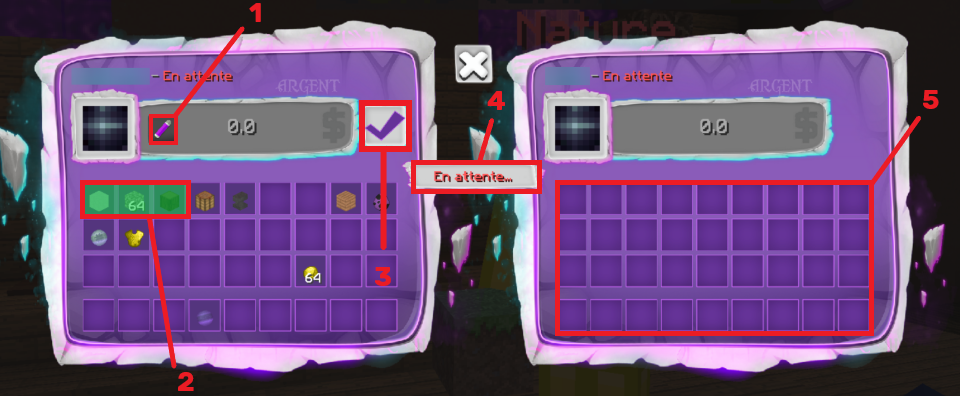 1
Nature
- En attente
ARGENT
0.0
$
- En attente
ARGENT
0.0
$
4
5
En attente...
64
64
3
2